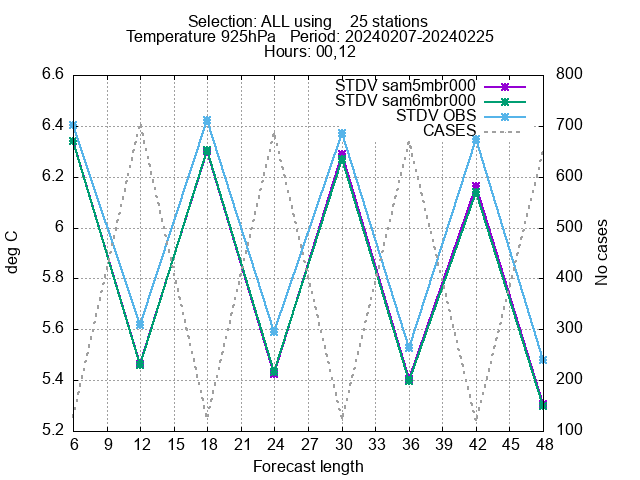 Selection: ALL using    25 stations
Temperature 925hPa   Period: 20240207-20240225
Hours: 00,12
STDV sam5mbr000
STDV sam6mbr000
STDV OBS
CASES
6.6
6.4
6.2
6
5.8
5.6
5.4
5.2
deg C
800
700
600
500
400
300
200
100
No cases
6 9 12 15 18 21 24 27 30 33 36 39 42 45 48
Forecast length